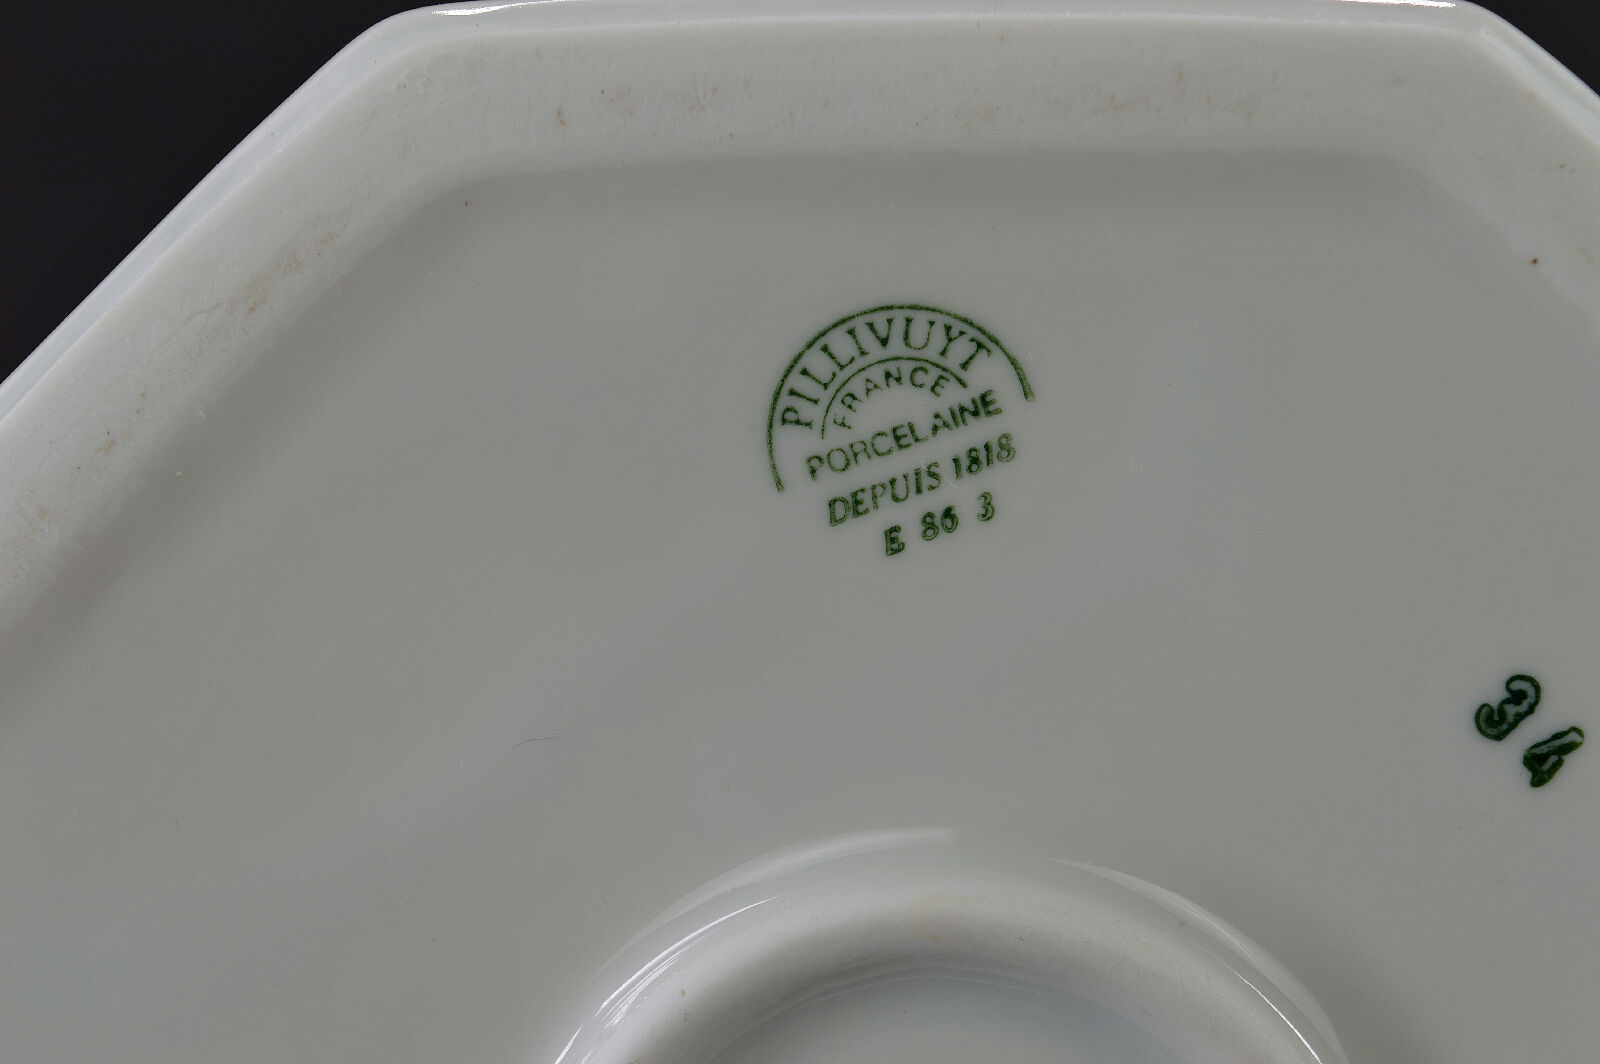 PILLIVUYT
FRANCE
PORCELAINE
DEPUIS 1818
E 86 3
34